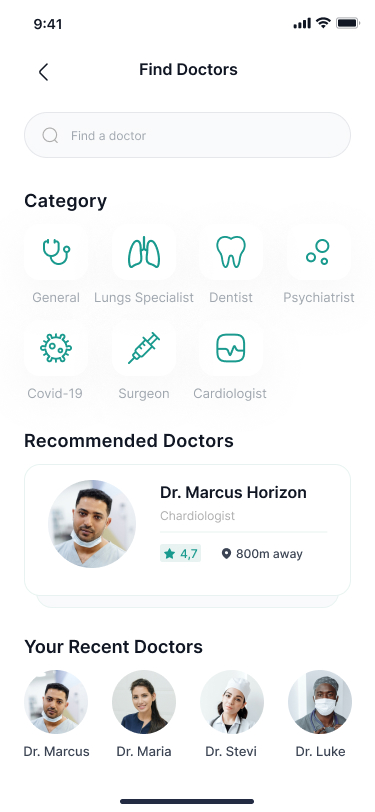 9:41
Find Doctors
Find a doctor
Category
General Lungs Specialist Dentist Psychiatrist
Covid-19 Surgeon Cardiologist
Recommended Doctors
Dr. Marcus Horizon
Chardiologist
4,7 800m away
Your Recent Doctors
Dr. Marcus Dr. Maria Dr. Stevi Dr. Luke